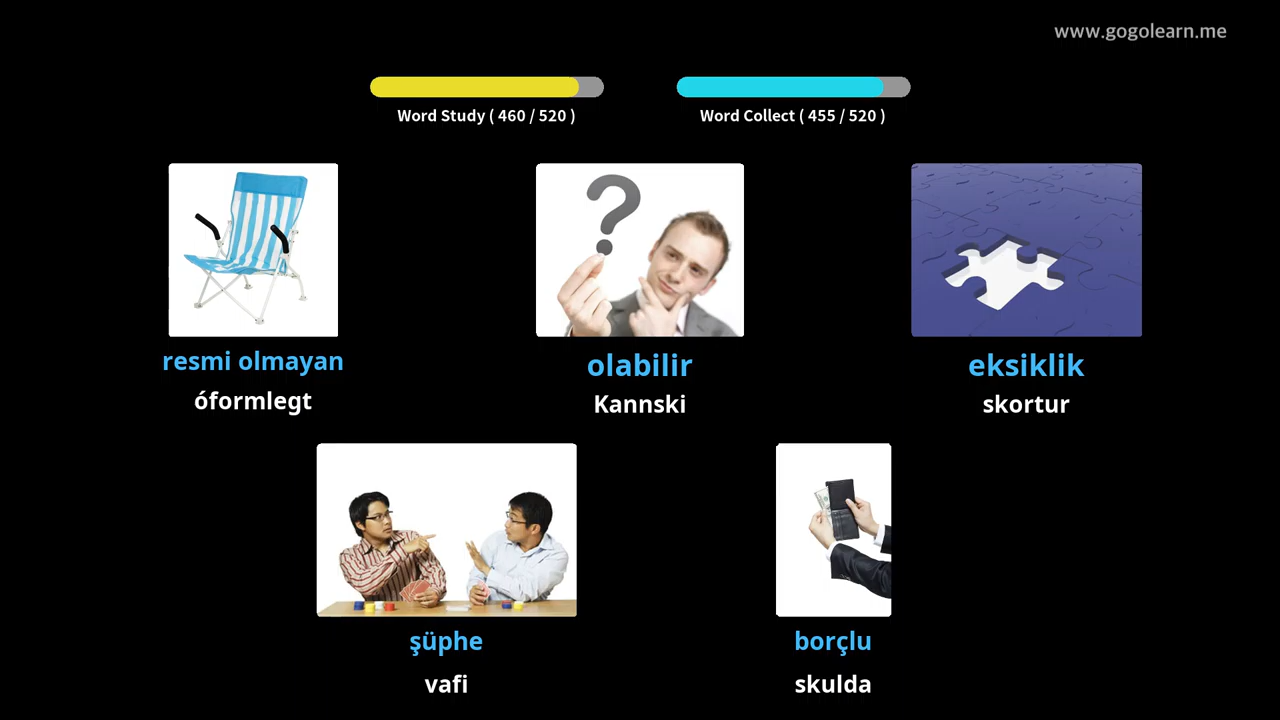 www.gogolearn.me
Word Study ( 460 / 520 )
Word Collect ( 455 / 520 )
resmi olmayan
óformlegt
olabilir
Kannski
eksiklik
skortur
şüphe
vafi
borçlu
skulda